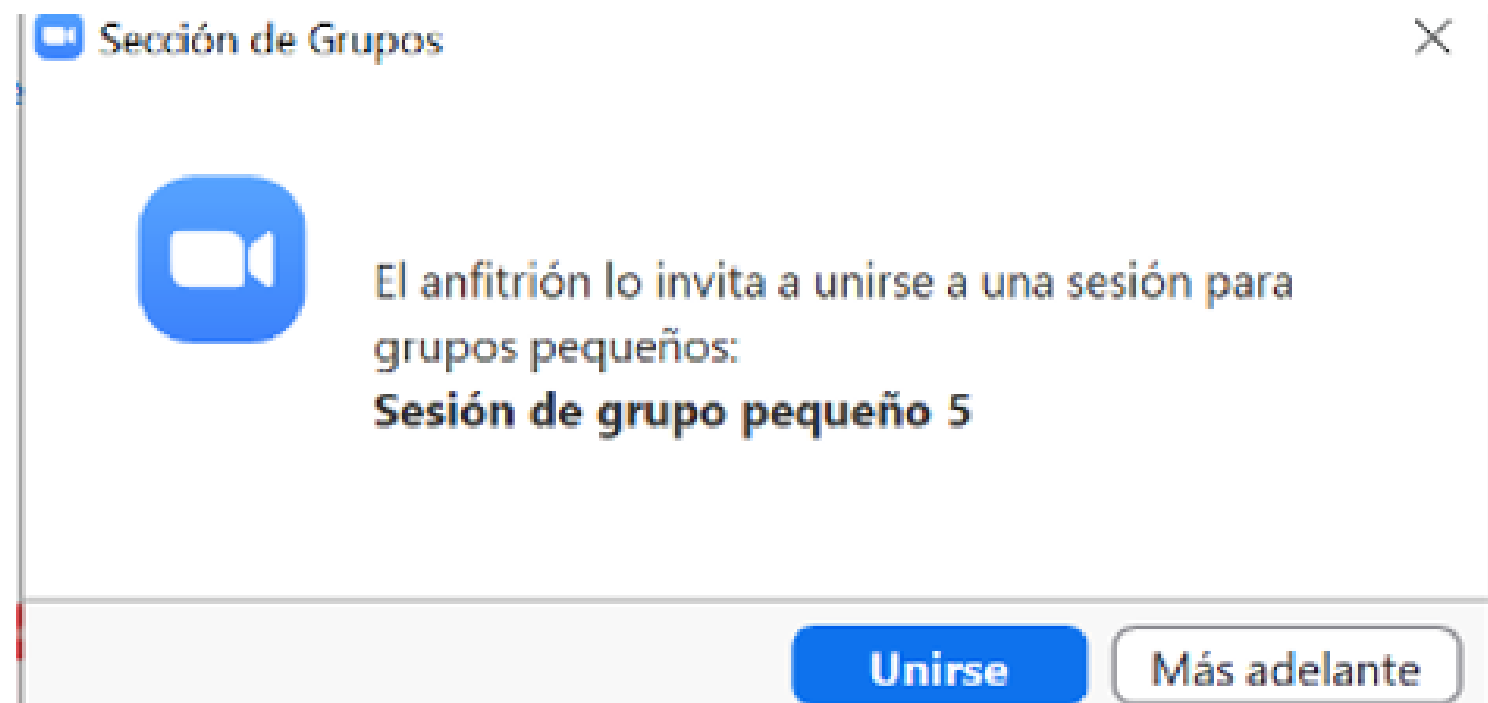 Sección de Grupos
El anfitrión lo invita a unirse a una sesión para
grupos pequeños:
Sesión de grupo pequeño 5
Unirse
Más adelante